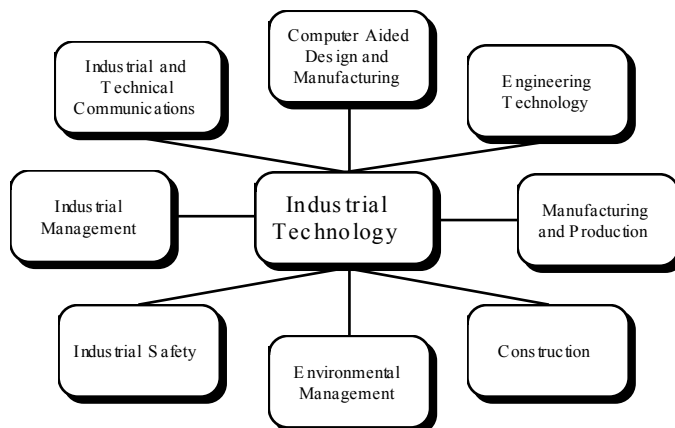 Computer Aided
Design and
Manufacturing
Industrial and
Technical
Communications
Engineering
Technology
Industrial
Management
Industrial
Technology
Manufacturing
and Production
Industrial Safety
Environmental
Management
Construction